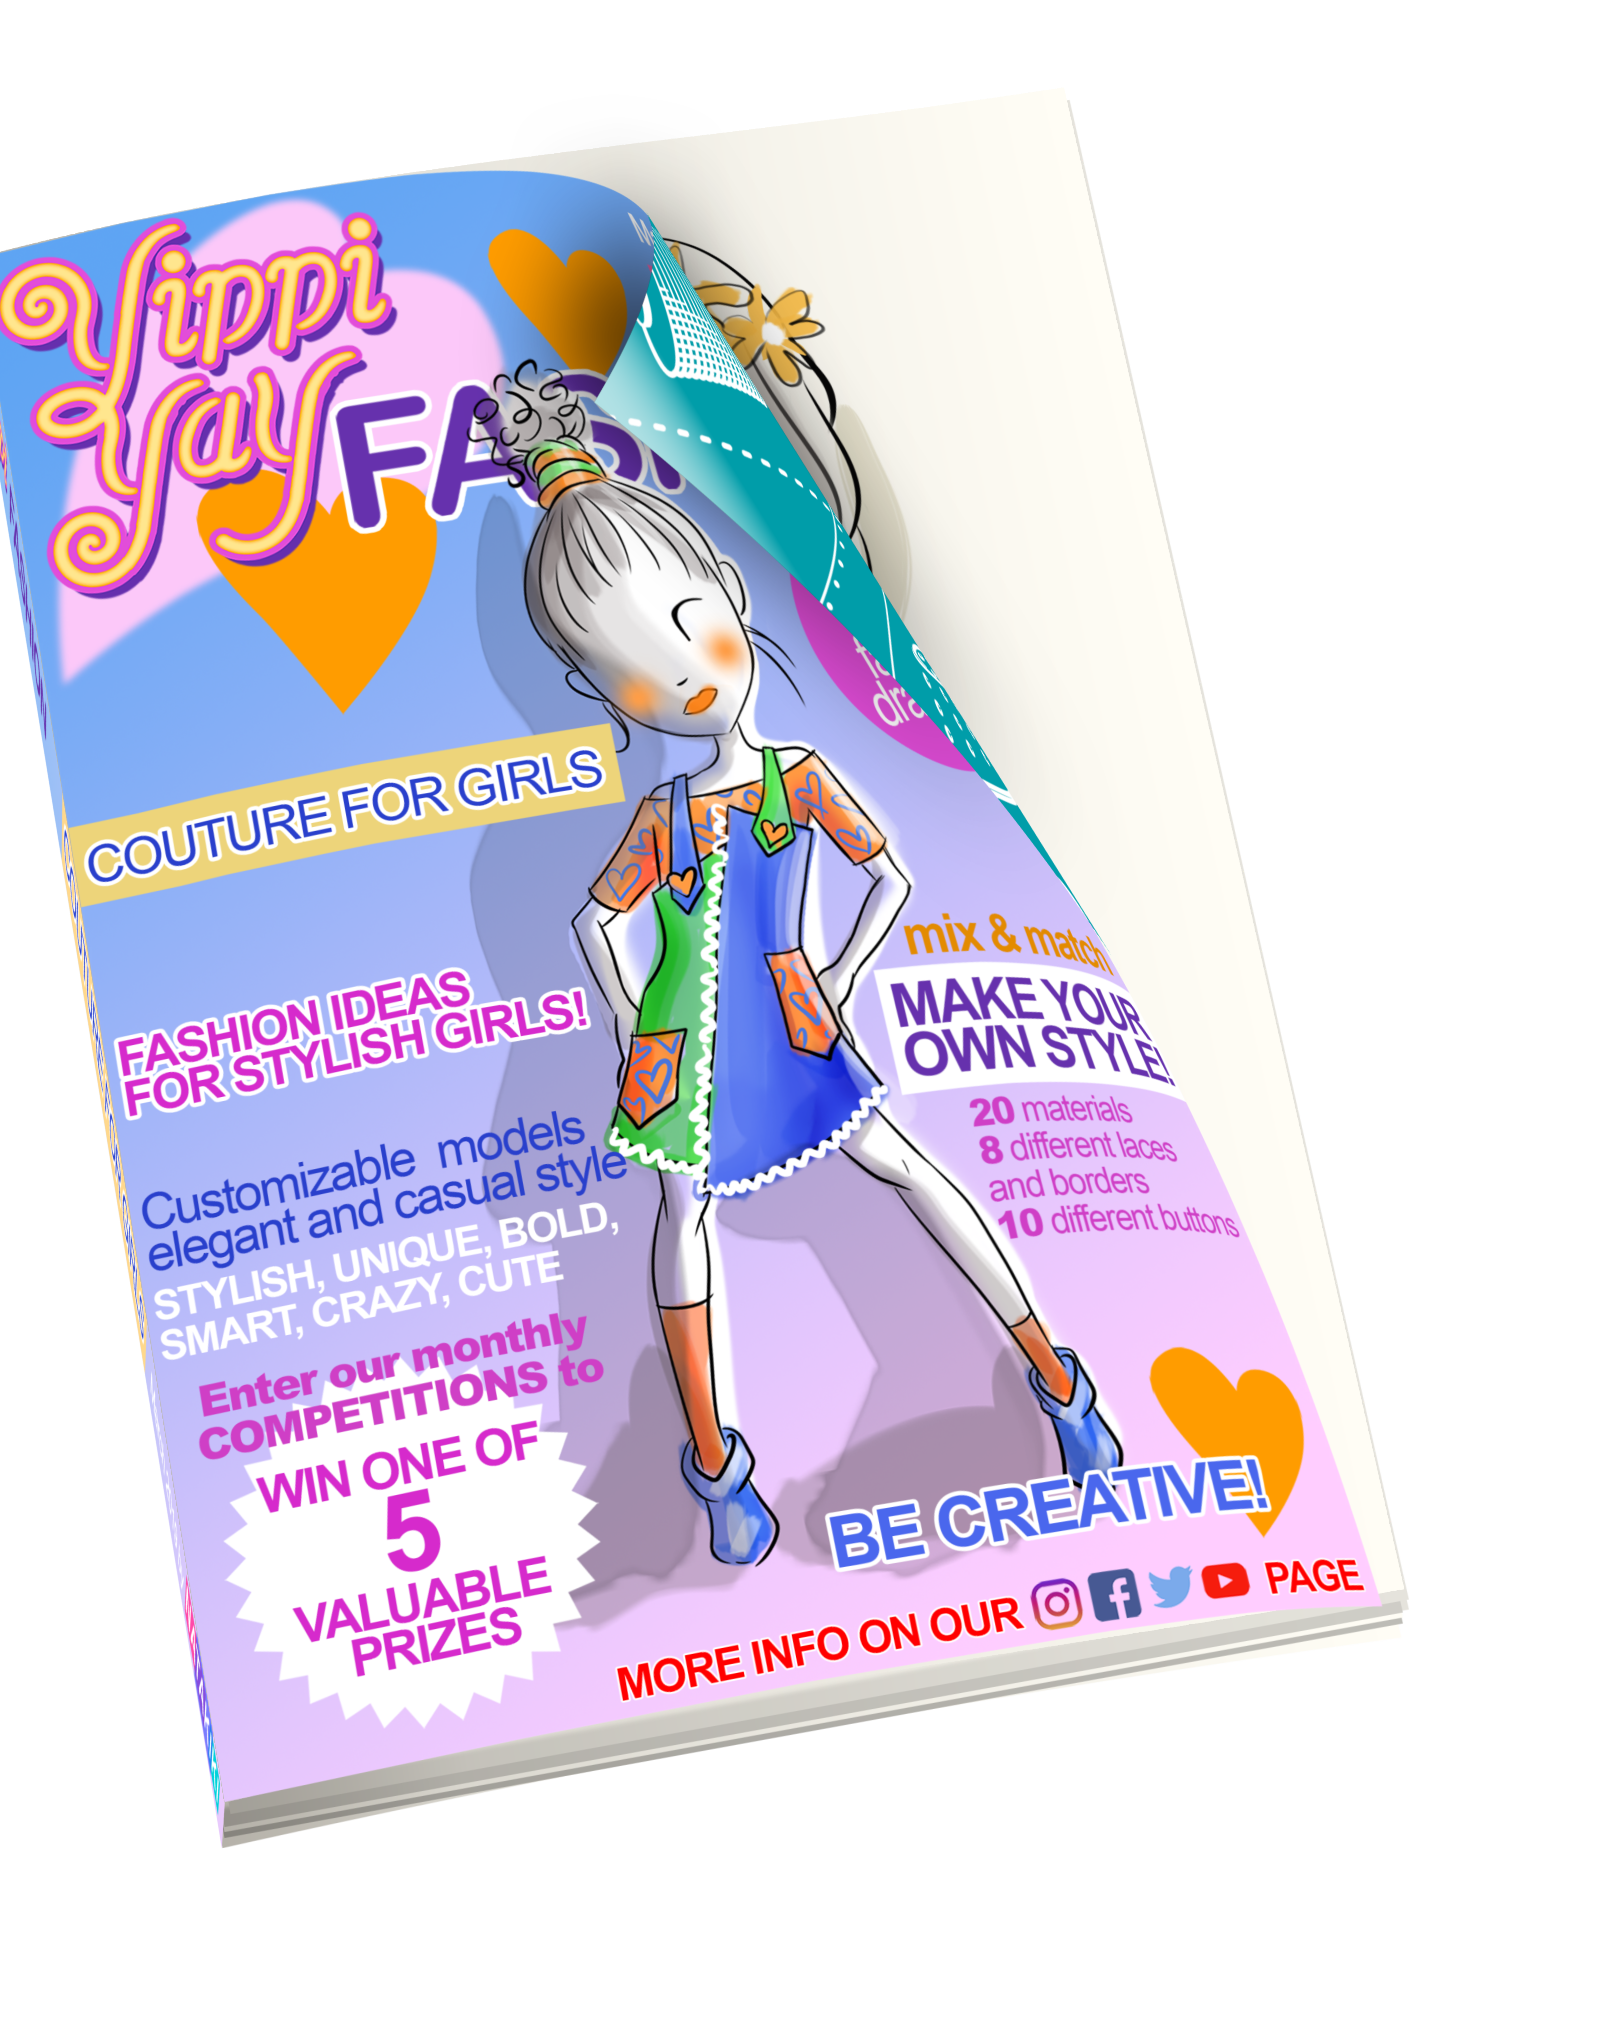 Yippi
Yay
COUTURE FOR GIRLS
FASHION IDEAS
FOR STYLISH GIRLS!
Customizable models
elegant and casual style
STYLISH, UNIQUE, BOLD,
SMART, CRAZY, CUTE
Enter our monthly
COMPETITIONS to
WIN ONE OF
5
VALUABLE
PRIZES
mix & match
MAKE YOUR
OWN STYLE!
20 materials
8 different laces
and borders
10 different buttons
BE CREATIVE!
MORE INFO ON OUR PAGE